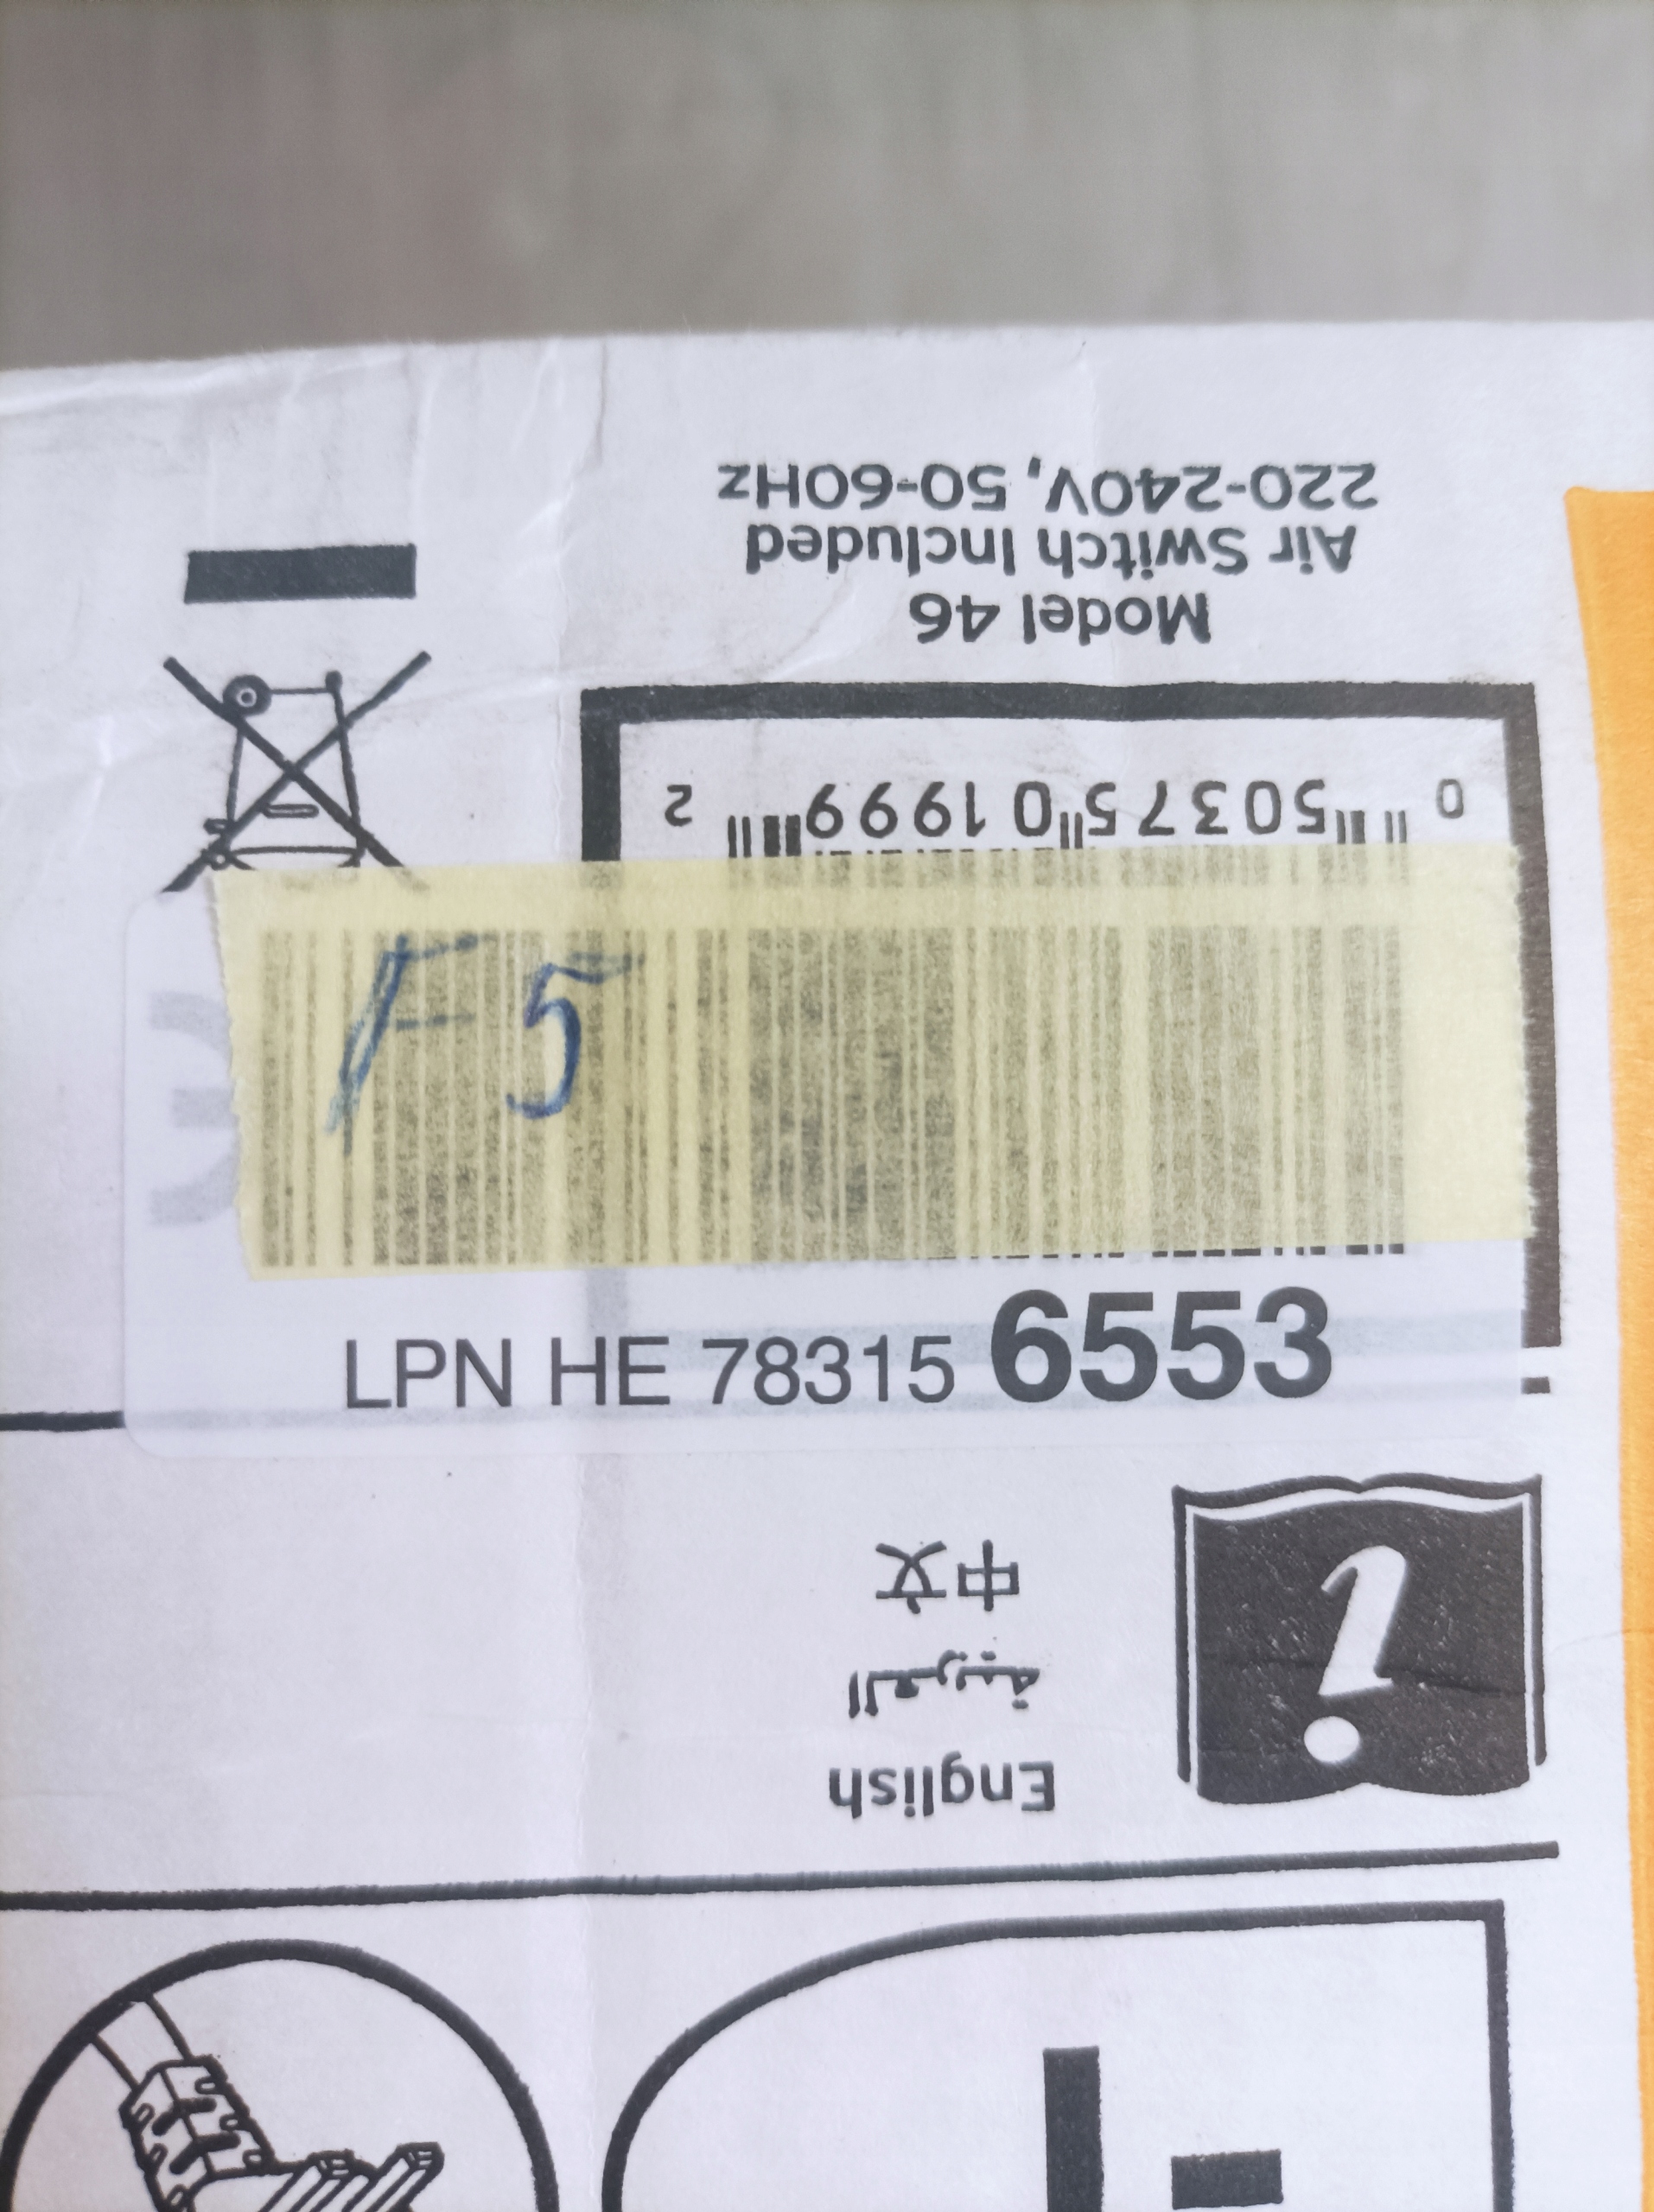 220-240V, 50-60Hz
Air Switch Included
Model 46
0 50375 01999 2
F5
LPN HE 78315 6553
中文
العربية
English